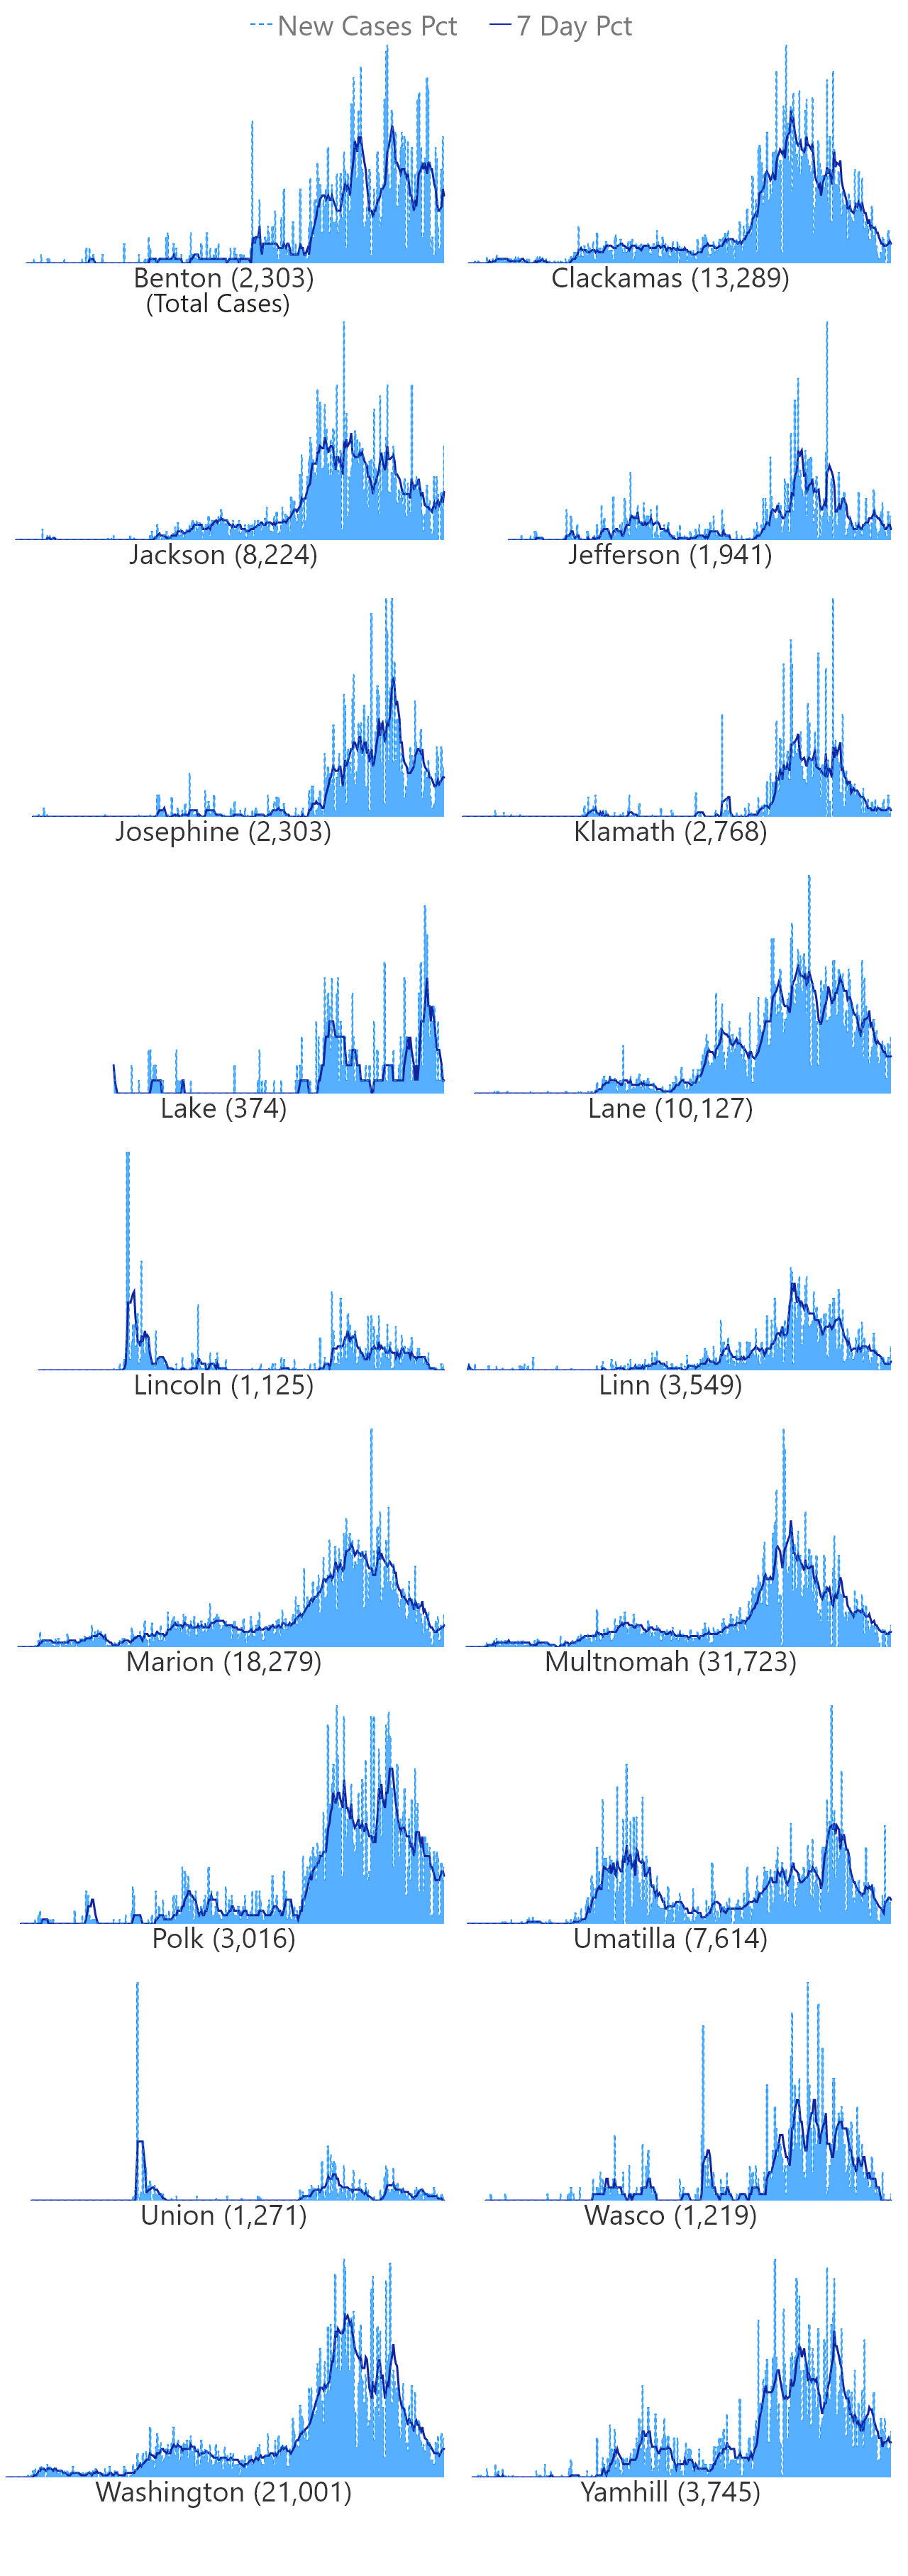 New Cases Pct 7 Day Pct
Benton (2,303) Clackamas (13,289)
(Total Cases)
Jackson (8,224) Jefferson (1,941)
Josephine (2,303) Klamath (2,768)
Lake (374) Lane (10,127)
Lincoln (1,125) Linn (3,549)
Marion (18,279) Multnomah (31,723)
Polk (3,016) Umatilla (7,614)
Union (1,271) Wasco (1,219)
Washington (21,001) Yamhill (3,745)